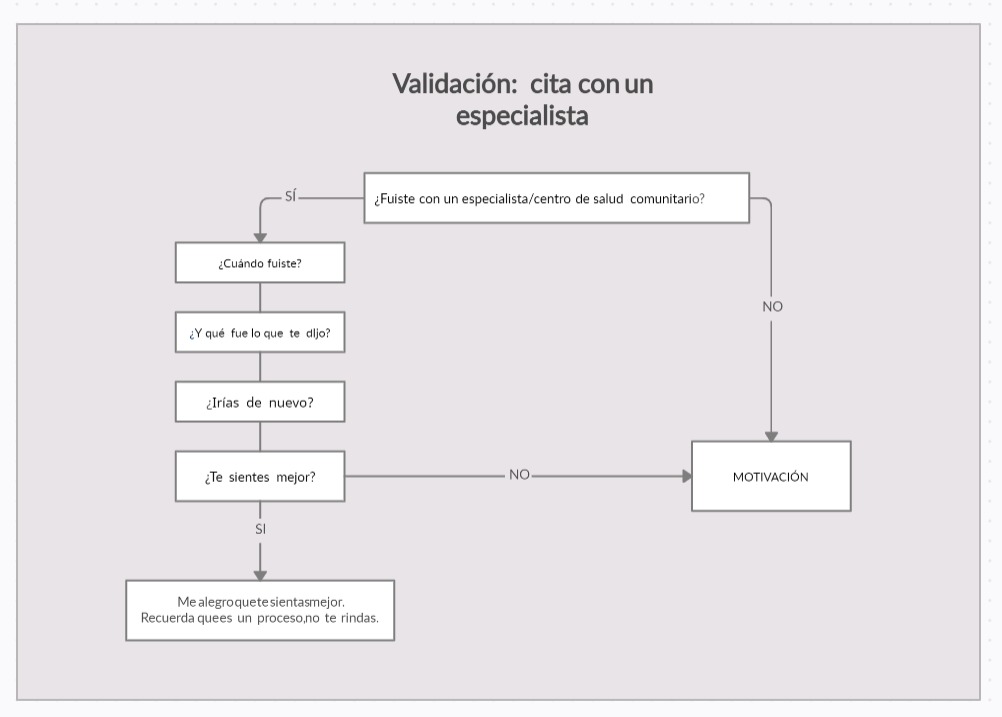 Validación: cita con un
especialista
¿Fuiste con un especialista/centro de salud comunitario?
SÍ
¿Cuándo fuiste?
NO
¿Y qué fue lo que te dIjo?
¿Irías de nuevo?
¿Te sientes mejor?
NO
MOTIVACIÓN
SI
Me alegro que te sientas mejor.
Recuerda que es un proceso,no te rindas.